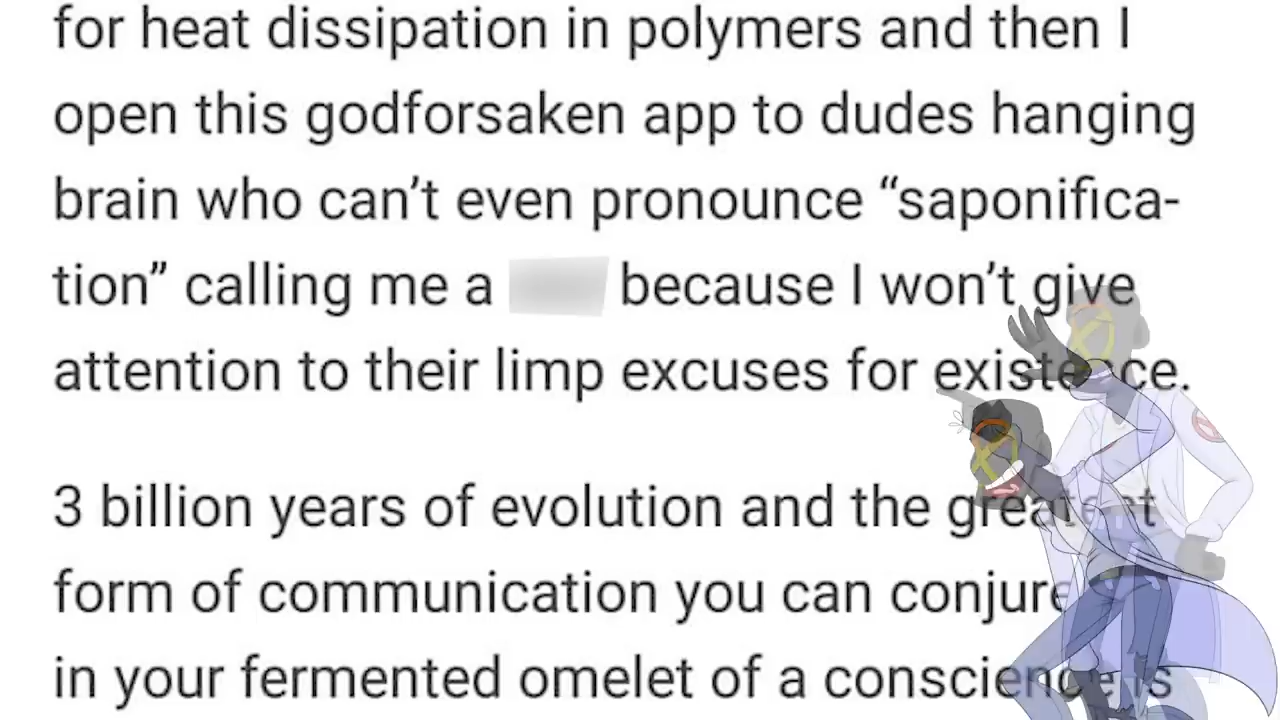 for heat dissipation in polymers and then I
open this godforsaken app to dudes hanging
brain who can’t even pronounce “saponifica-
tion” calling me a because I won’t give
attention to their limp excuses for existence.
3 billion years of evolution and the greatest
form of communication you can conjure
in your fermented omelet of a conscience is